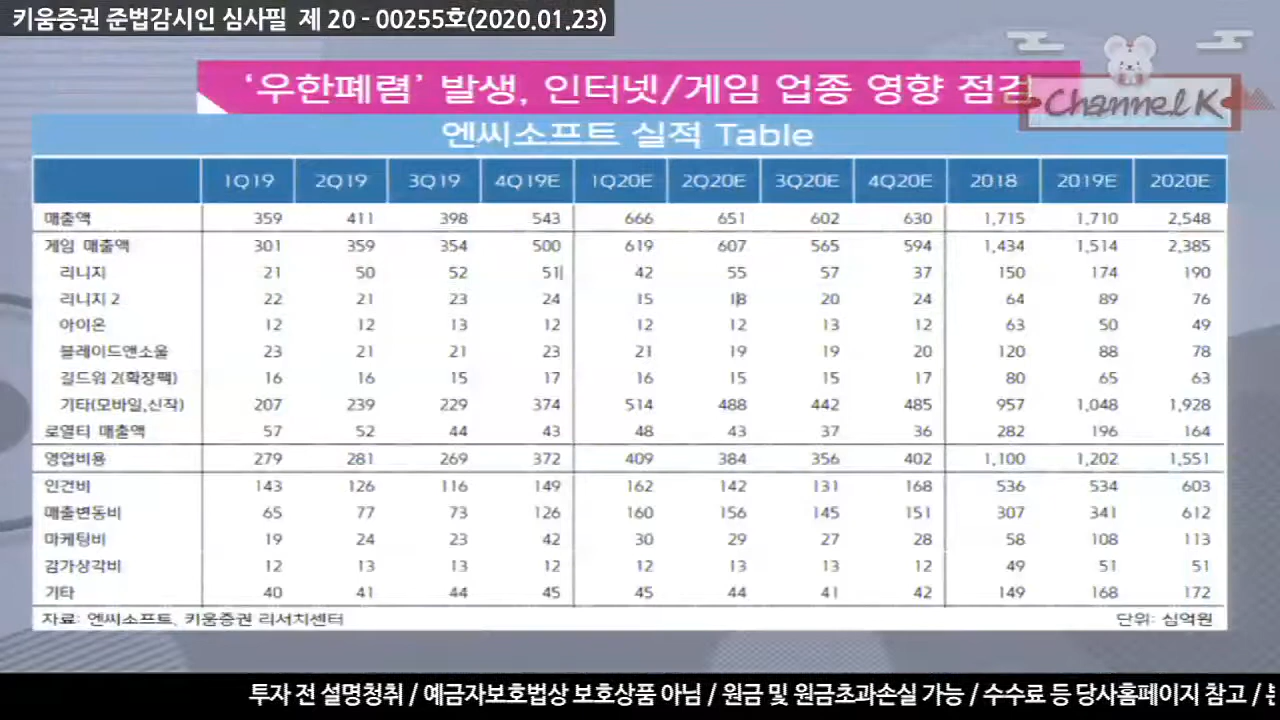 키움증권 준법감시인 심사필 제 20 - 00255호(2020.01.23)
'우한폐렴' 발생, 인터넷/게임 업종 영향 점검
Channel K
엔씨소프트 실적 Table
1Q19 2Q19 3Q19 4Q19E 1Q20E 2Q20E 3Q20E 4Q20E 2018 2019E 2020E
매출액 359 411 398 543 666 651 602 630 1,715 1,710 2,548
게임 매출액 301 359 354 500 619 607 565 594 1,434 1,514 2,385
리니지 21 50 52 51 42 55 57 37 150 174 190
리니지 2 22 21 23 24 15 18 20 24 64 89 76
아이온 12 12 13 12 12 12 13 12 63 50 49
블레이드앤소울 23 21 21 23 21 19 19 20 120 88 78
길드워 2(확장팩) 16 16 15 17 16 15 15 17 80 65 63
기타(모바일,신작) 207 239 229 374 514 488 442 485 957 1,048 1,928
로열티 매출액 57 52 44 43 48 43 37 36 282 196 164
영업비용 279 281 269 372 409 384 356 402 1,100 1,202 1,551
인건비 143 126 116 149 162 142 131 168 536 534 603
매출변동비 65 77 73 126 160 156 145 151 307 341 612
마케팅비 19 24 23 42 30 29 27 28 58 108 113
감가상각비 12 13 13 12 12 13 13 12 49 51 51
기타 40 41 44 45 45 44 41 42 149 168 172
자료: 엔씨소프트, 키움증권 리서치센터 단위: 십억원
투자 전 설명청취 / 예금자보호법상 보호상품 아님 / 원금 및 원금초과손실 가능 / 수수료 등 당사홈페이지 참고 /